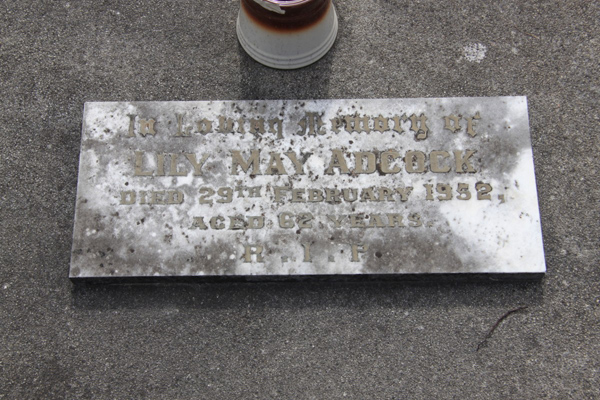 In Loving Memory of
LILY MAY ADCOCK
DIED 29TH FEBRUARY 1952,
AGED 62 YEARS.
R.I.P.